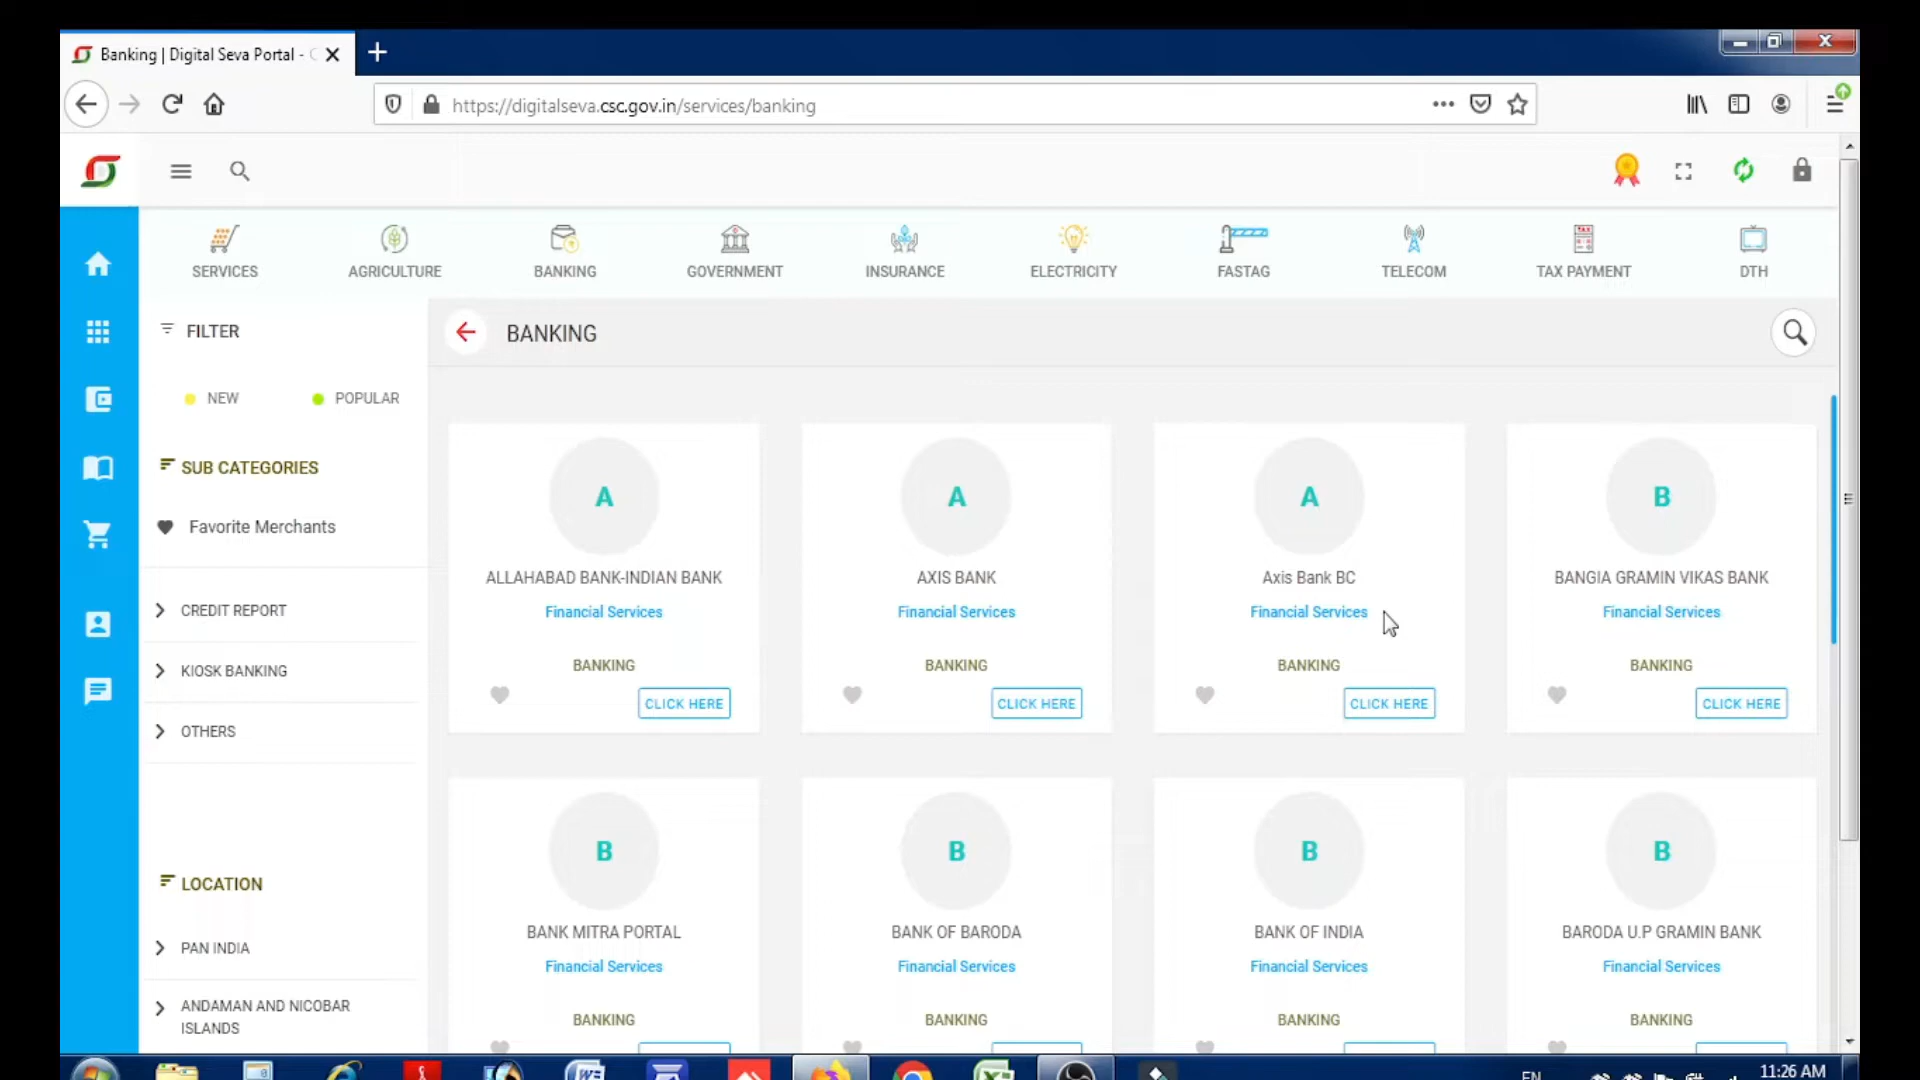 Banking | Digital Seva Portal -
https://digitalseva.csc.gov.in/services/banking
SERVICES
AGRICULTURE
BANKING
GOVERNMENT
INSURANCE
ELECTRICITY
FASTAG
TELECOM
TAX PAYMENT
DTH
FILTER
NEW
POPULAR
SUB CATEGORIES
Favorite Merchants
CREDIT REPORT
KIOSK BANKING
OTHERS
LOCATION
PAN INDIA
ANDAMAN AND NICOBAR
ISLANDS
BANKING
A
ALLAHABAD BANK-INDIAN BANK
Financial Services
BANKING
CLICK HERE
A
AXIS BANK
Financial Services
BANKING
CLICK HERE
A
Axis Bank BC
Financial Services
BANKING
CLICK HERE
B
BANGIA GRAMIN VIKAS BANK
Financial Services
BANKING
CLICK HERE
B
BANK MITRA PORTAL
Financial Services
BANKING
B
BANK OF BARODA
Financial Services
BANKING
B
BANK OF INDIA
Financial Services
BANKING
B
BARODA U.P GRAMIN BANK
Financial Services
BANKING
EN
11:26 AM